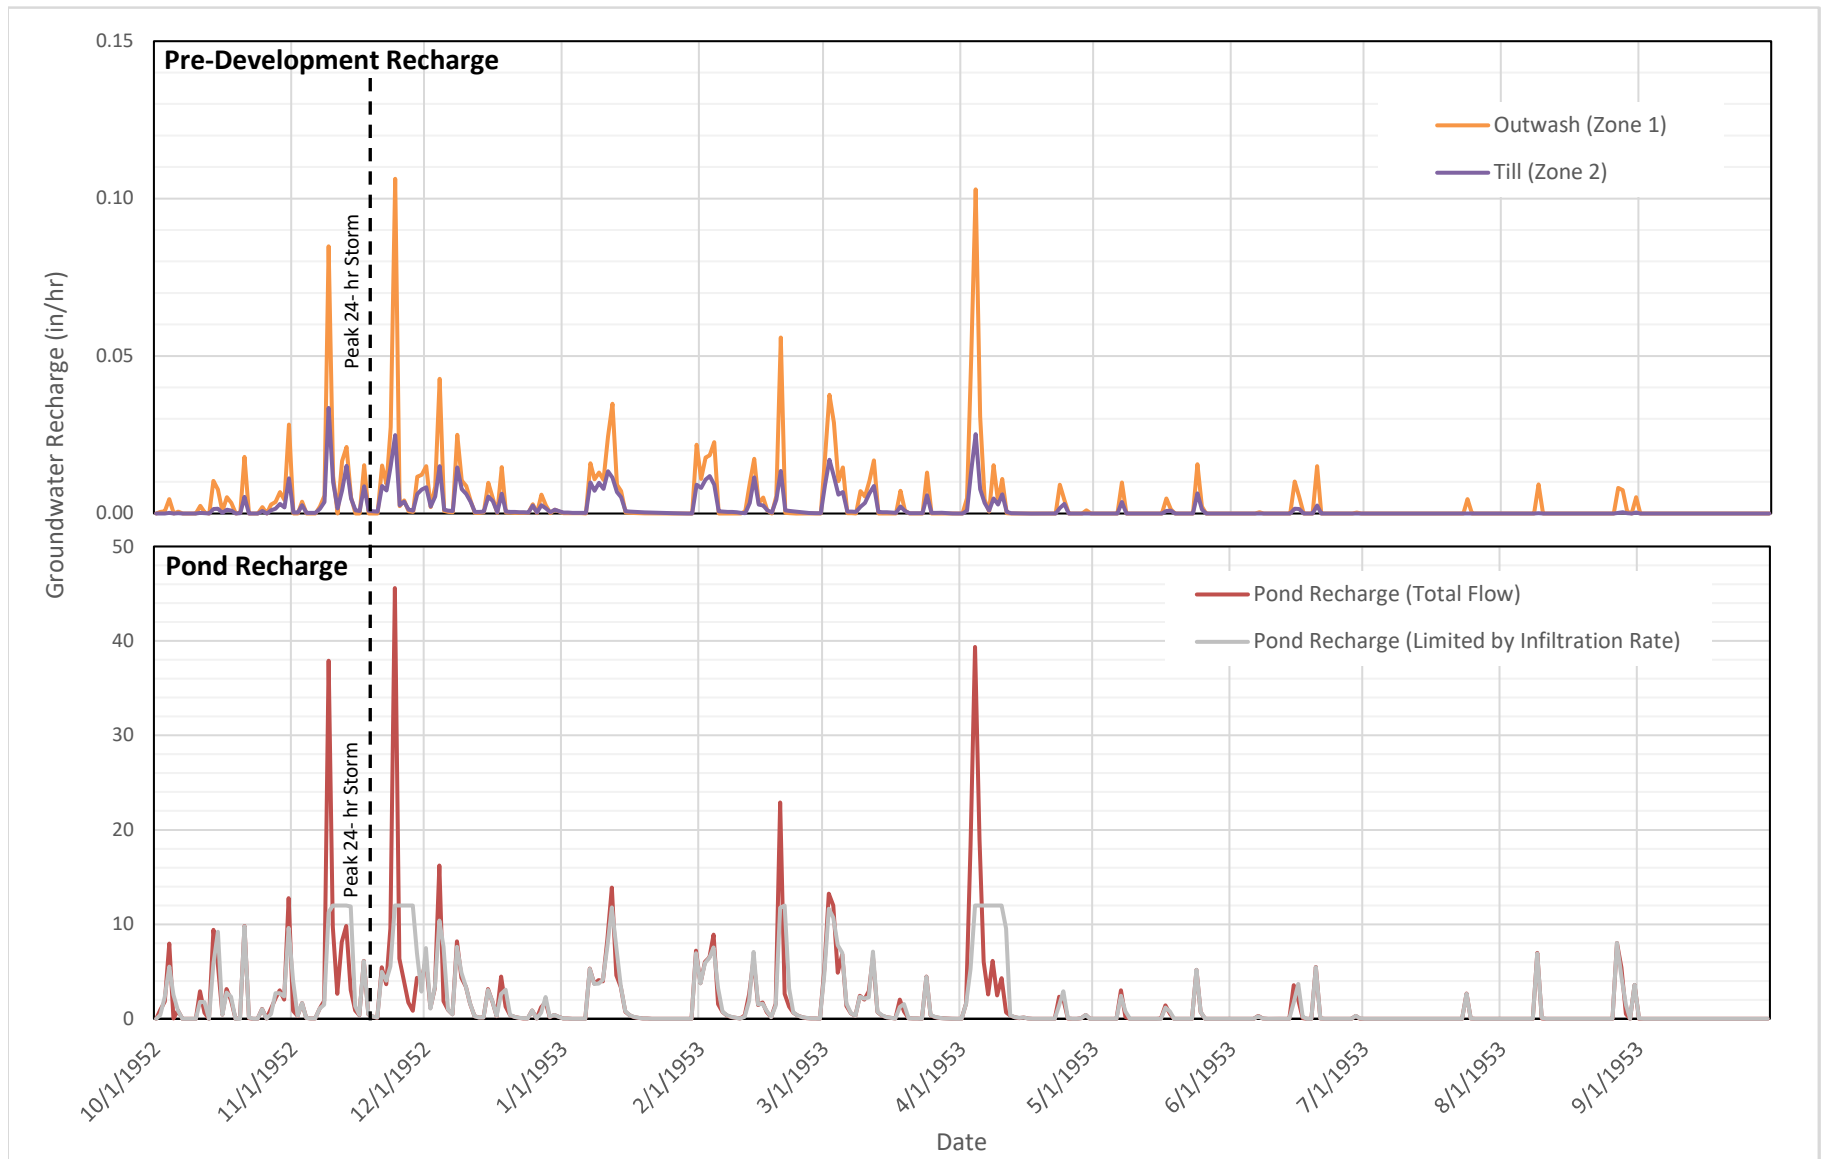 0.15
Pre-Development Recharge
Outwash (Zone 1)
Till (Zone 2)
0.10
Peak 24- hr Storm
0.05
0.00
Groundwater Recharge (in/hr)
50
Pond Recharge
Pond Recharge (Total Flow)
40
Pond Recharge (Limited by Infiltration Rate)
30
20
Peak 24- hr Storm
10
0
10/1/1952
11/1/1952
12/1/1952
1/1/1953
2/1/1953
3/1/1953
4/1/1953
5/1/1953
6/1/1953
7/1/1953
8/1/1953
9/1/1953
Date